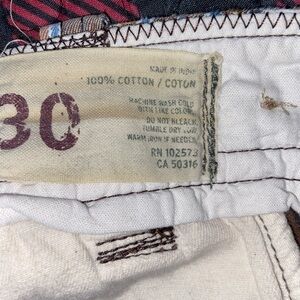 30
MADE IN INDIA
100% COTTON / COTON
MACHINE WASH COLD
WITH LIKE COLORS
DO NOT BLEACH
TUMBLE DRY LOW
WARM IRON IF NEEDED
RN 102573
CA 50316